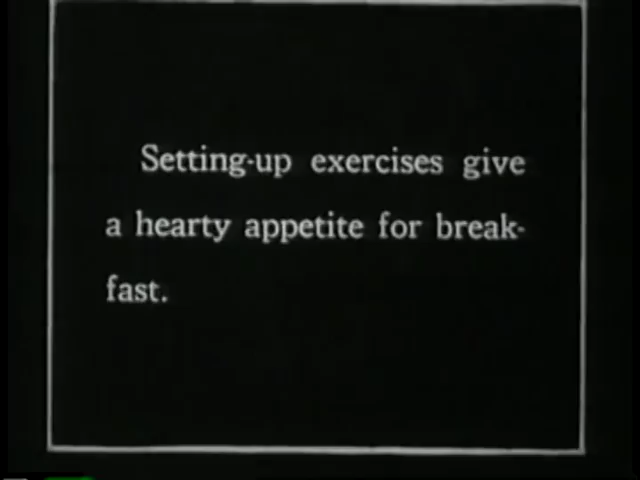 Setting-up exercises give
a hearty appetite for break-
fast.